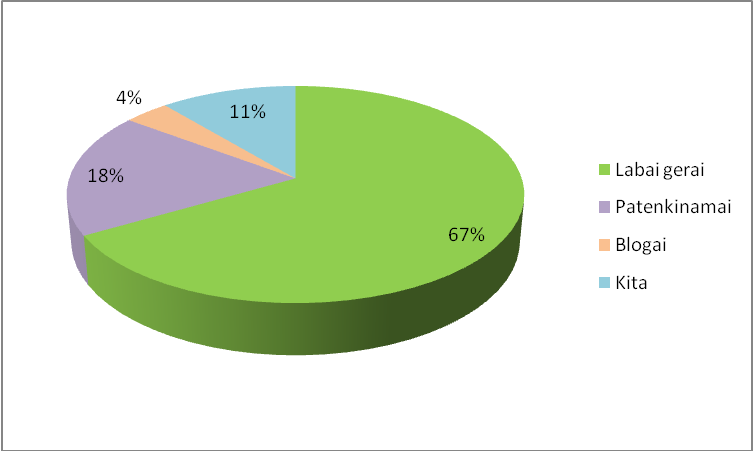 4%
11%
18%
67%
Labai gerai
Patenkinamai
Blogai
Kita